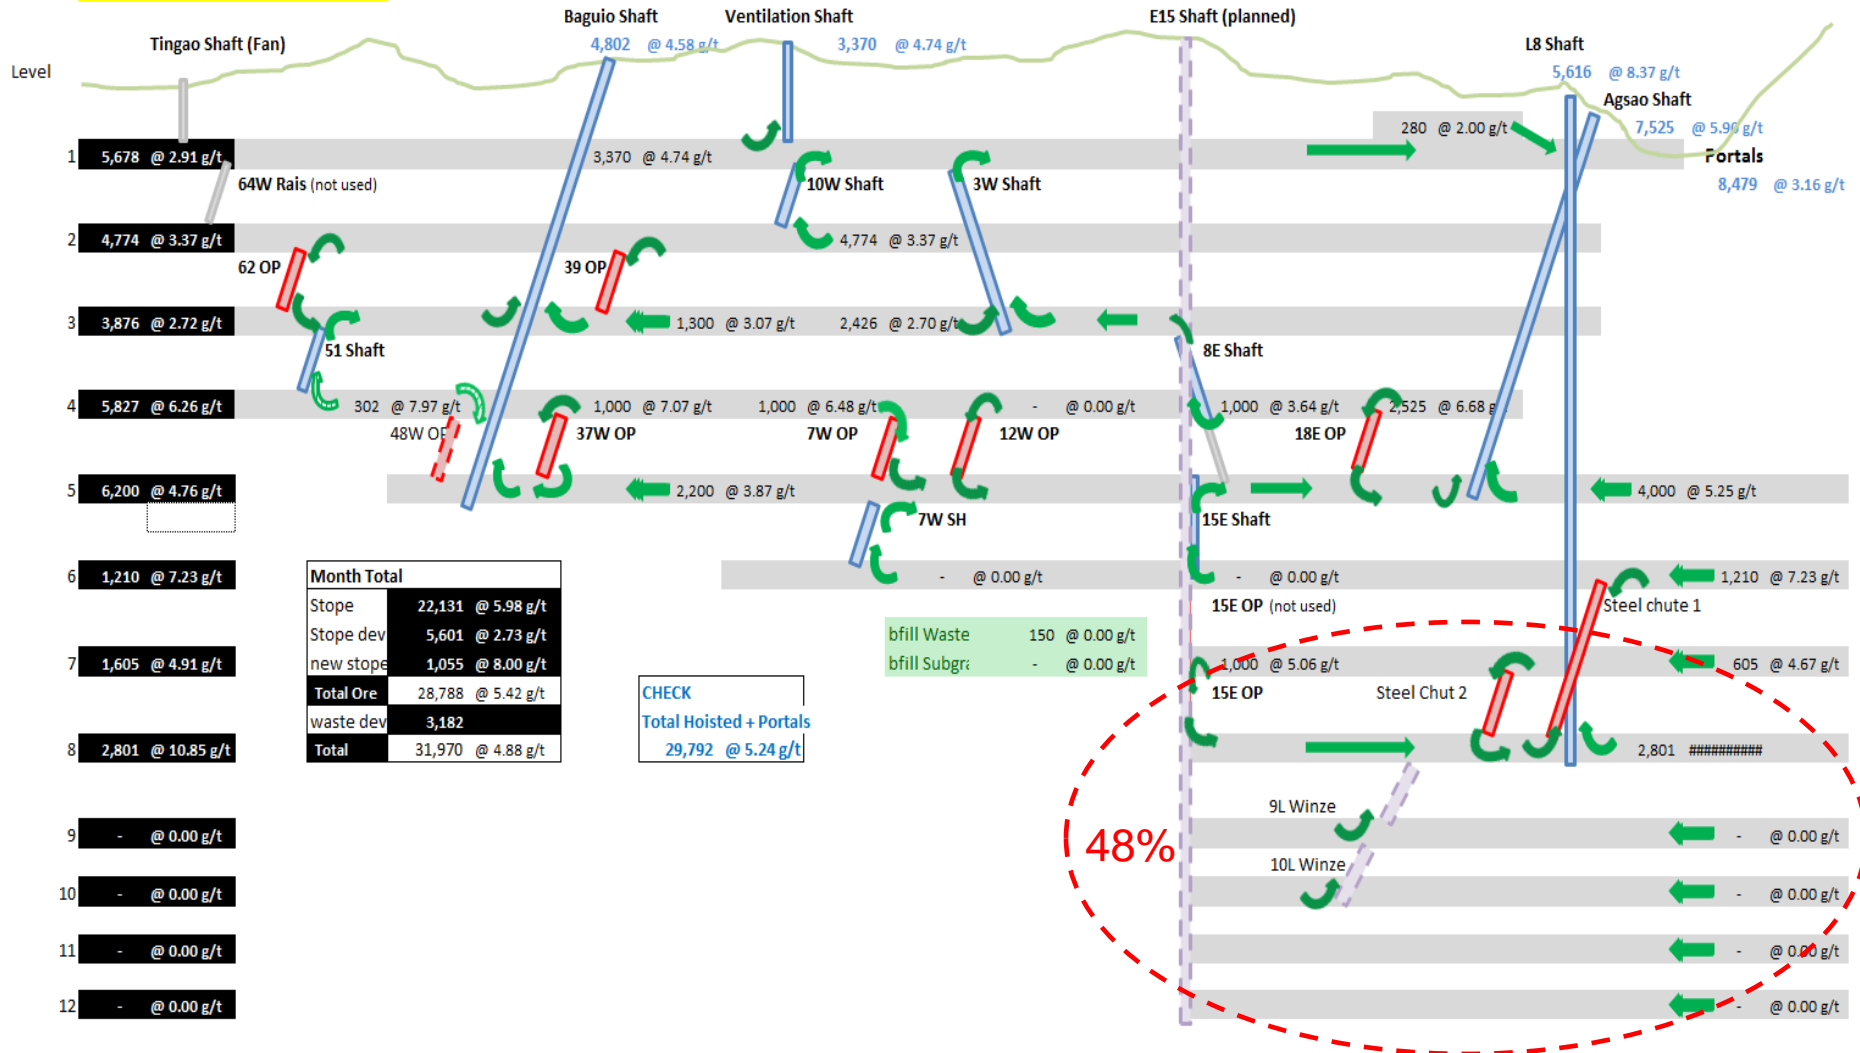 Baguio Shaft Ventilation Shaft E15 Shaft (planned)
Tingao Shaft (Fan) 4,802 @ 4.58 g/t 3,370 @ 4.74 g/t L8 Shaft
Level 5,616 @ 8.37 g/t
Agsao Shaft
280 @ 2.00 g/t 7,525 @ 5.90 g/t
1 5,678 @ 2.91 g/t 3,370 @ 4.74 g/t Portals
64W Rais (not used) 10W Shaft 3W Shaft 8,479 @ 3.16 g/t
2 4,774 @ 3.37 g/t 4,774 @ 3.37 g/t
62 OP 39 OP
3 3,876 @ 2.72 g/t 1,300 @ 3.07 g/t 2,426 @ 2.70 g/t
51 Shaft 8E Shaft
4 5,827 @ 6.26 g/t 302 @ 7.97 g/t 1,000 @ 7.07 g/t 1,000 @ 6.48 g/t - @ 0.00 g/t 1,000 @ 3.64 g/t 2,525 @ 6.68 g/t
48W OP 37W OP 7W OP 12W OP 18E OP
5 6,200 @ 4.76 g/t 2,200 @ 3.87 g/t 4,000 @ 5.25 g/t
7W SH 15E Shaft
6 1,210 @ 7.23 g/t - @ 0.00 g/t - @ 0.00 g/t 1,210 @ 7.23 g/t
Month Total
Stope 22,131 @ 5.98 g/t 15E OP (not used) Steel chute 1
Stope dev 5,601 @ 2.73 g/t bfill Waste 150 @ 0.00 g/t
7 1,605 @ 4.91 g/t new stope 1,055 @ 8.00 g/t bfill Subgra - @ 0.00 g/t 1,000 @ 5.06 g/t 605 @ 4.67 g/t
Total Ore 28,788 @ 5.42 g/t CHECK 15E OP Steel Chut 2
waste dev 3,182 Total Hoisted + Portals
8 2,801 @ 10.85 g/t Total 31,970 @ 4.88 g/t 29,792 @ 5.24 g/t 2,801 ##########
9L Winze
9 - @ 0.00 g/t - @ 0.00 g/t
48%
10L Winze
10 - @ 0.00 g/t - @ 0.00 g/t
11 - @ 0.00 g/t - @ 0.00 g/t
12 - @ 0.00 g/t - @ 0.00 g/t